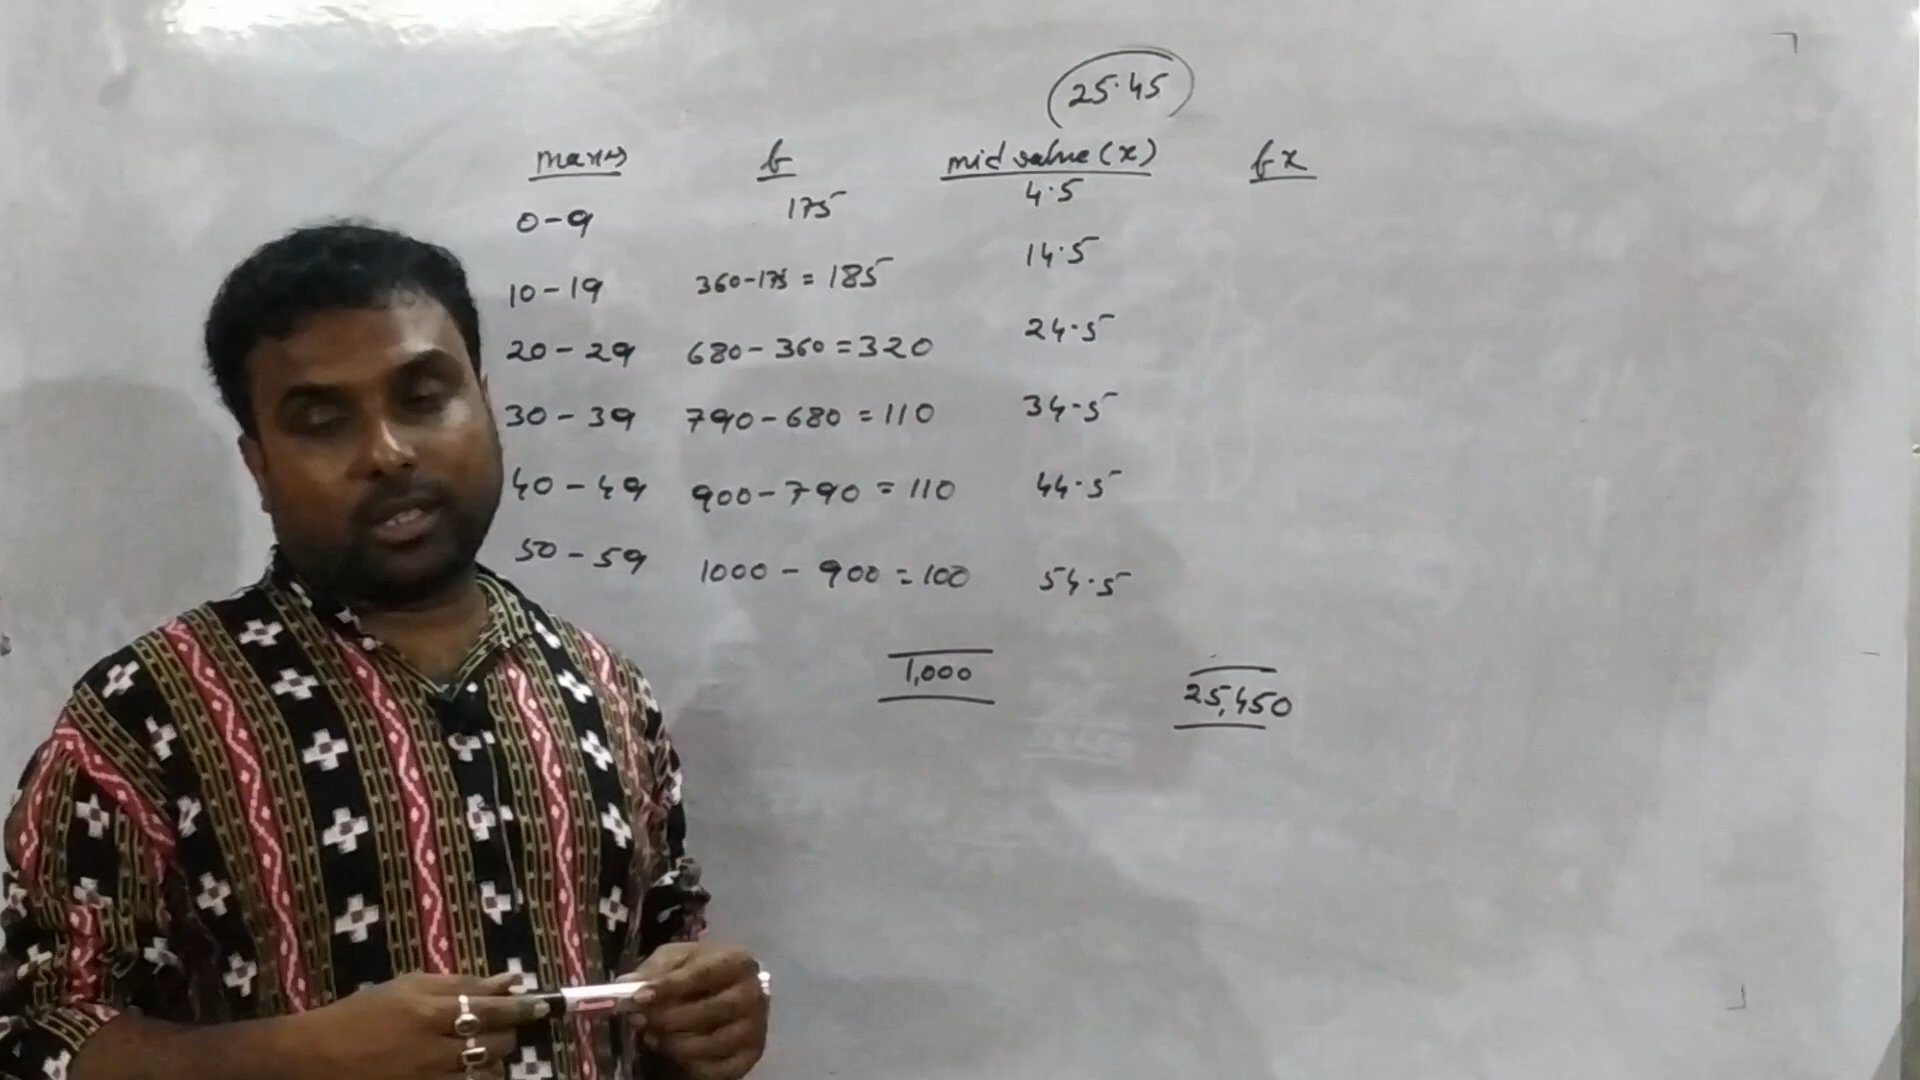 25.45
marks f mid value (x) fx
0-9 175 4.5
10-19 360-175 = 185 14.5
20-29 680-360 = 320 24.5
30-39 790-680 = 110 34.5
40-49 900-790 = 110 44.5
50-59 1000-900 = 100 54.5
1,000 25,450